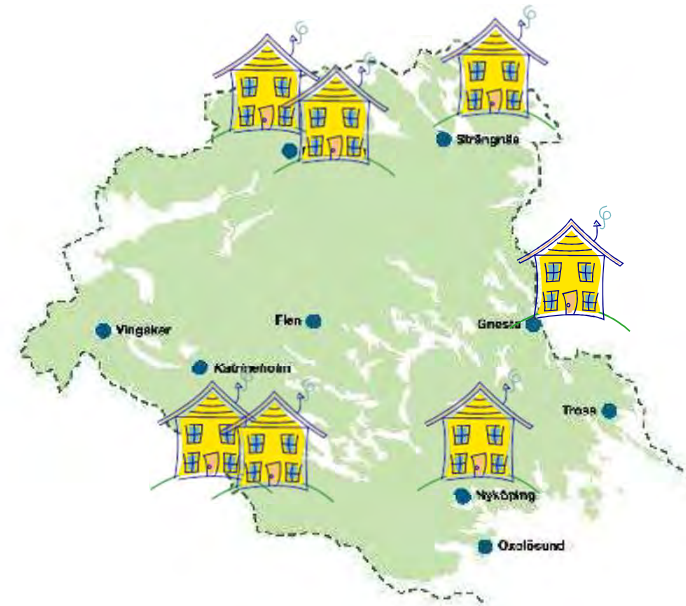 Strängnäs
Flen
Gnesta
Vingåker
Katrineholm
Trosa
Nyköping
Oxelösund